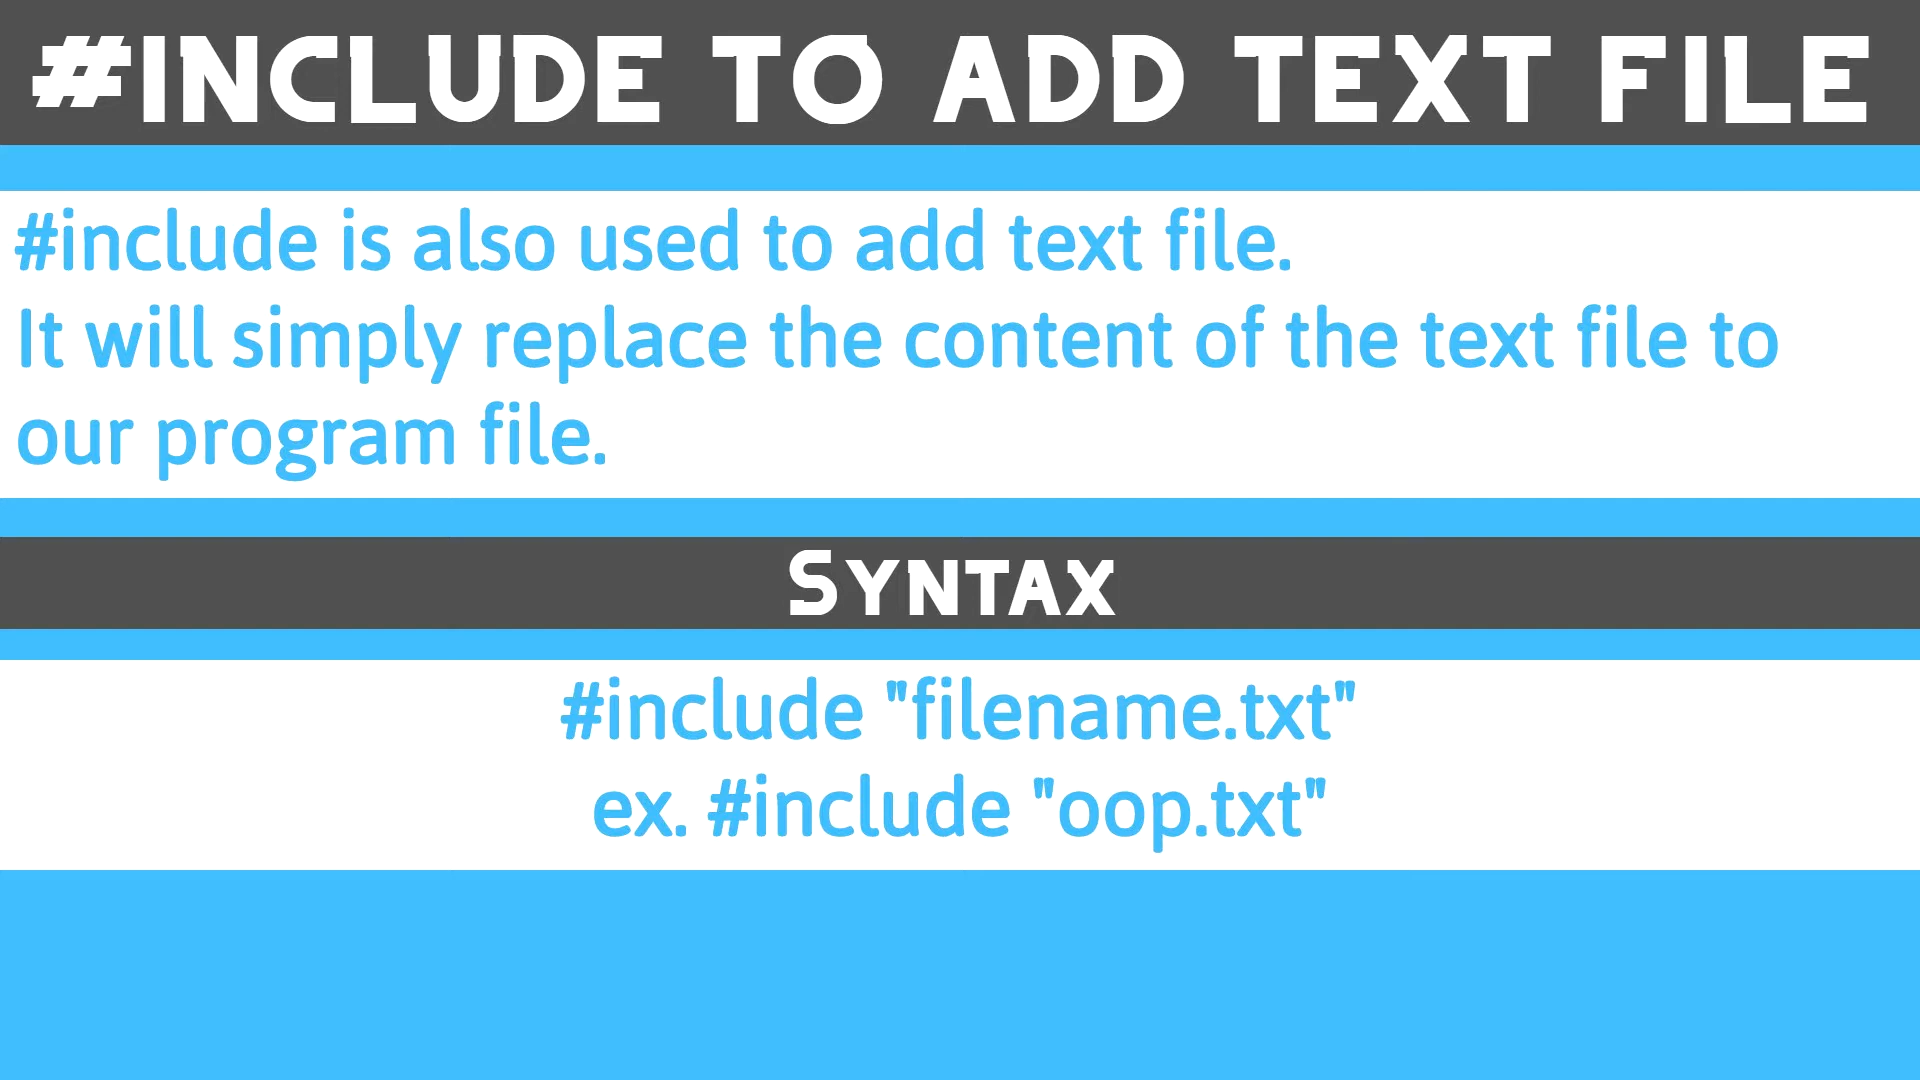 #INCLUDE TO ADD TEXT FILE
#include is also used to add text file.
It will simply replace the content of the text file to
our program file.
SYNTAX
#include "filename.txt"
ex. #include "oop.txt"